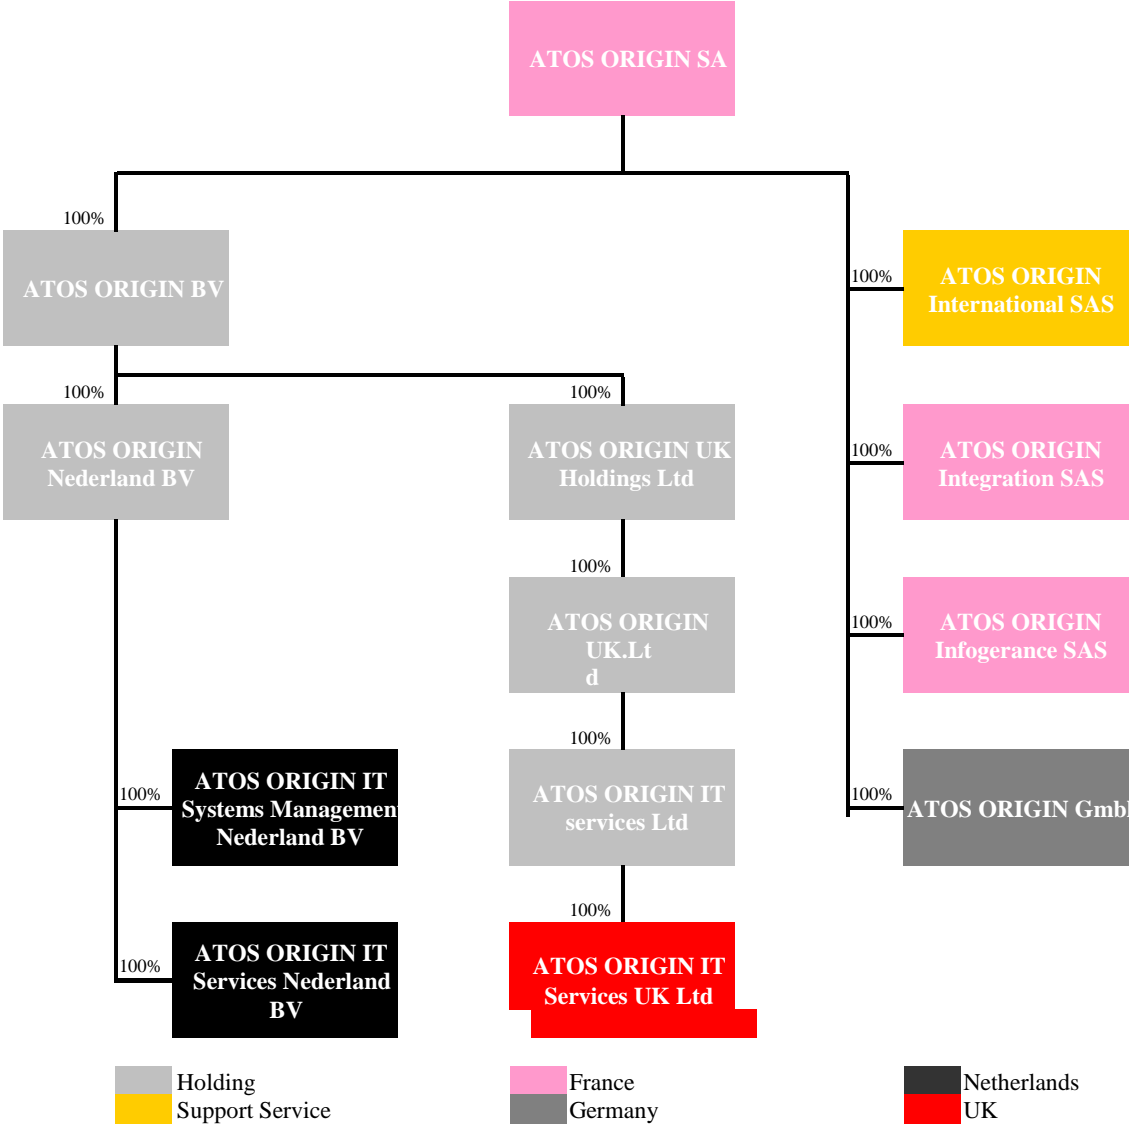 ATOS ORIGIN SA
100%
ATOS ORIGIN BV
100%
ATOS ORIGIN
International SAS
100%
ATOS ORIGIN
Nederland BV
100%
ATOS ORIGIN UK
Holdings Ltd
100%
ATOS ORIGIN
Integration SAS
100%
ATOS ORIGIN
UK.Lt
d
100%
ATOS ORIGIN
Infogerance SAS
100%
ATOS ORIGIN IT
Systems Management
Nederland BV
100%
ATOS ORIGIN IT
services Ltd
100%
ATOS ORIGIN GmbH
100%
ATOS ORIGIN IT
Services Nederland
BV
100%
ATOS ORIGIN IT
Services UK Ltd
Holding
Support Service
France
Germany
Netherlands
UK